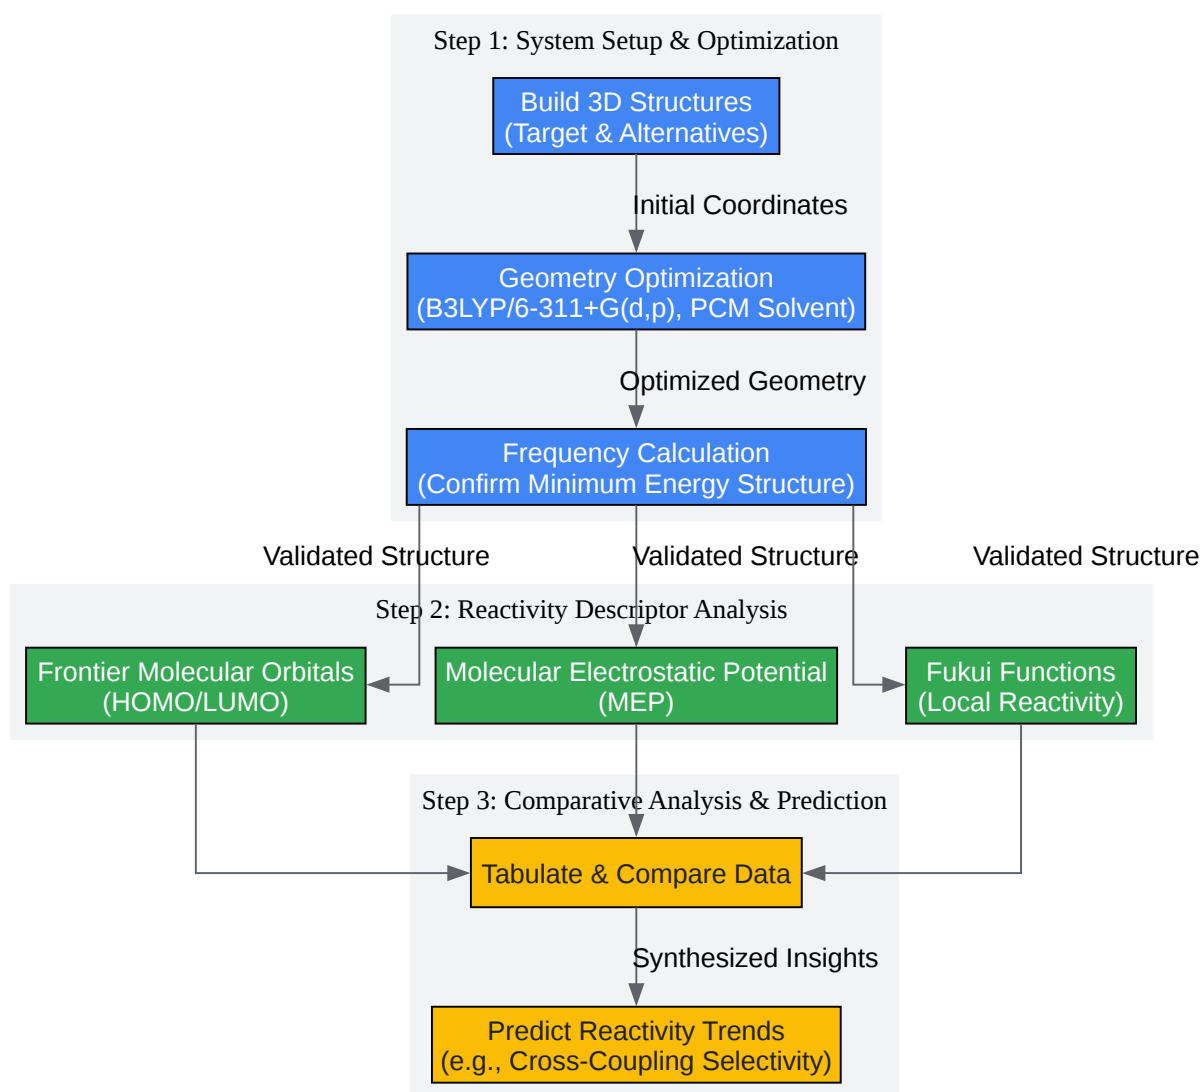 Step 1: System Setup & Optimization
Build 3D Structures
(Target & Alternatives)
Initial Coordinates
Geometry Optimization
(B3LYP/6-311+G(d,p), PCM Solvent)
Optimized Geometry
Frequency Calculation
(Confirm Minimum Energy Structure)
Validated Structure
Validated Structure
Validated Structure
Step 2: Reactivity Descriptor Analysis
Frontier Molecular Orbitals
(HOMO/LUMO)
Molecular Electrostatic Potential
(MEP)
Fukui Functions
(Local Reactivity)
Step 3: Comparative Analysis & Prediction
Tabulate & Compare Data
Synthesized Insights
Predict Reactivity Trends
(e.g., Cross-Coupling Selectivity)